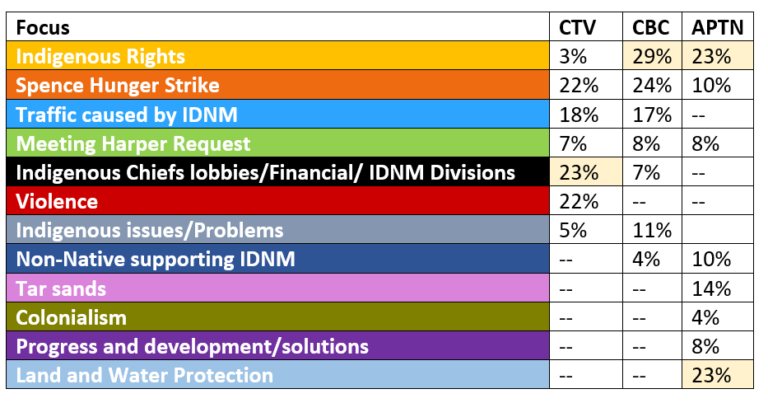 Focus CTV CBC APTN
Indigenous Rights 3% 29% 23%
Spence Hunger Strike 22% 24% 10%
Traffic caused by IDNM 18% 17% --
Meeting Harper Request 7% 8% 8%
Indigenous Chiefs lobbies/Financial/ IDNM Divisions 23% 7% --
Violence 22% -- --
Indigenous issues/Problems 5% 11%
Non-Native supporting IDNM -- 4% 10%
Tar sands -- -- 14%
Colonialism -- -- 4%
Progress and development/solutions -- -- 8%
Land and Water Protection -- -- 23%